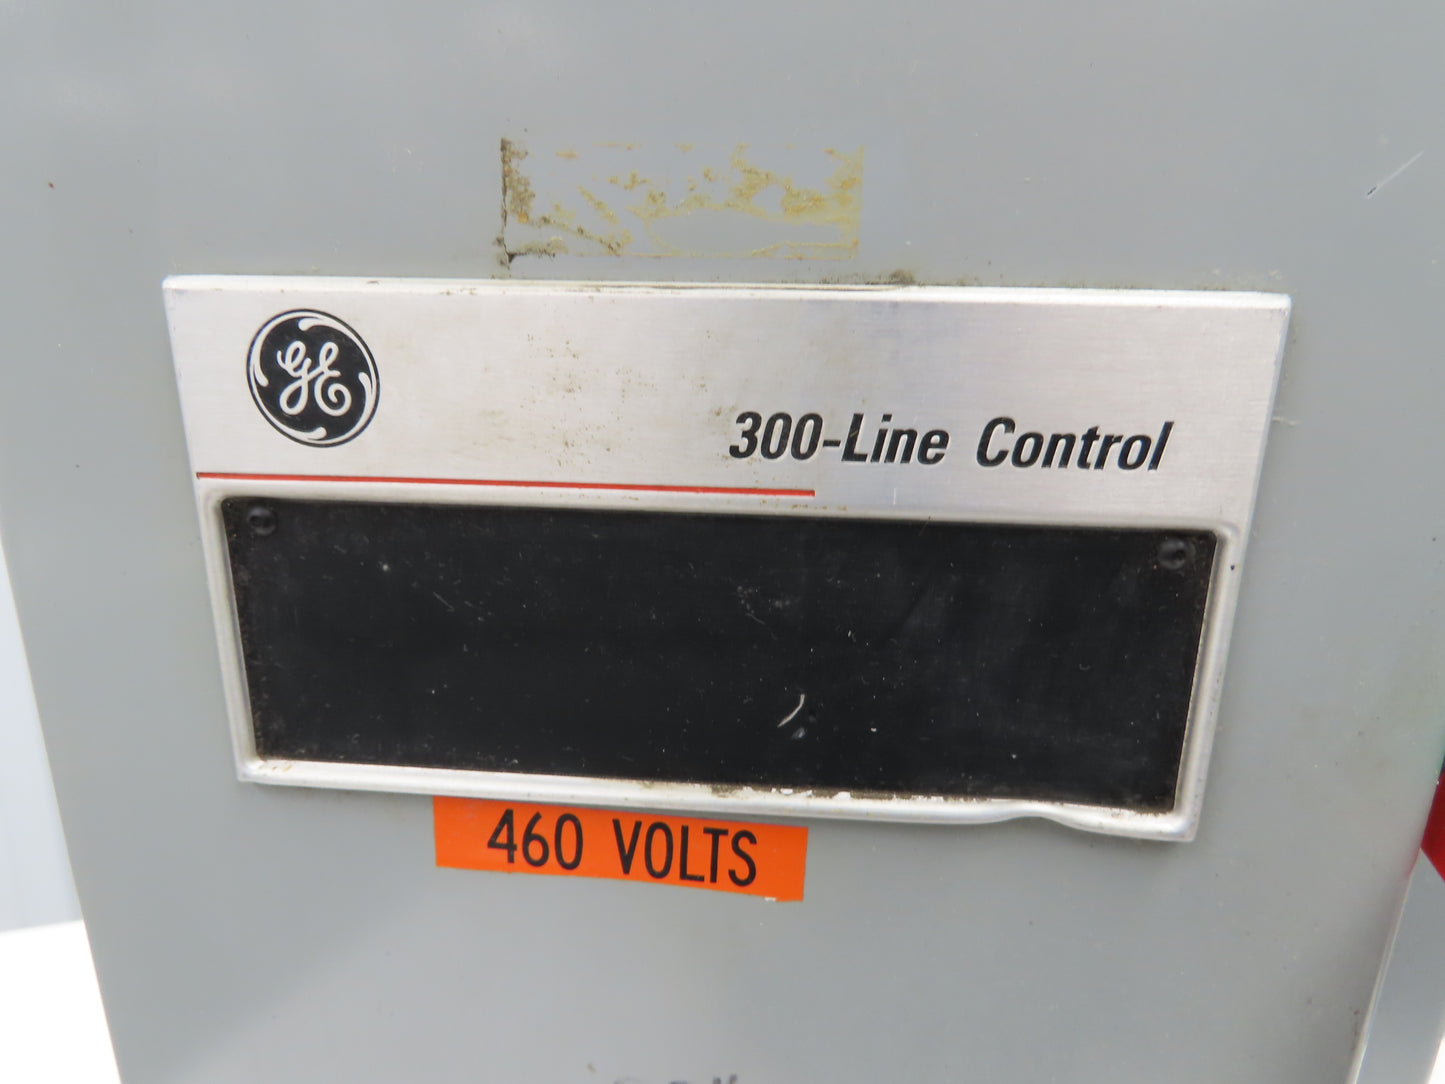 GE
300-Line Control
460 VOLTS